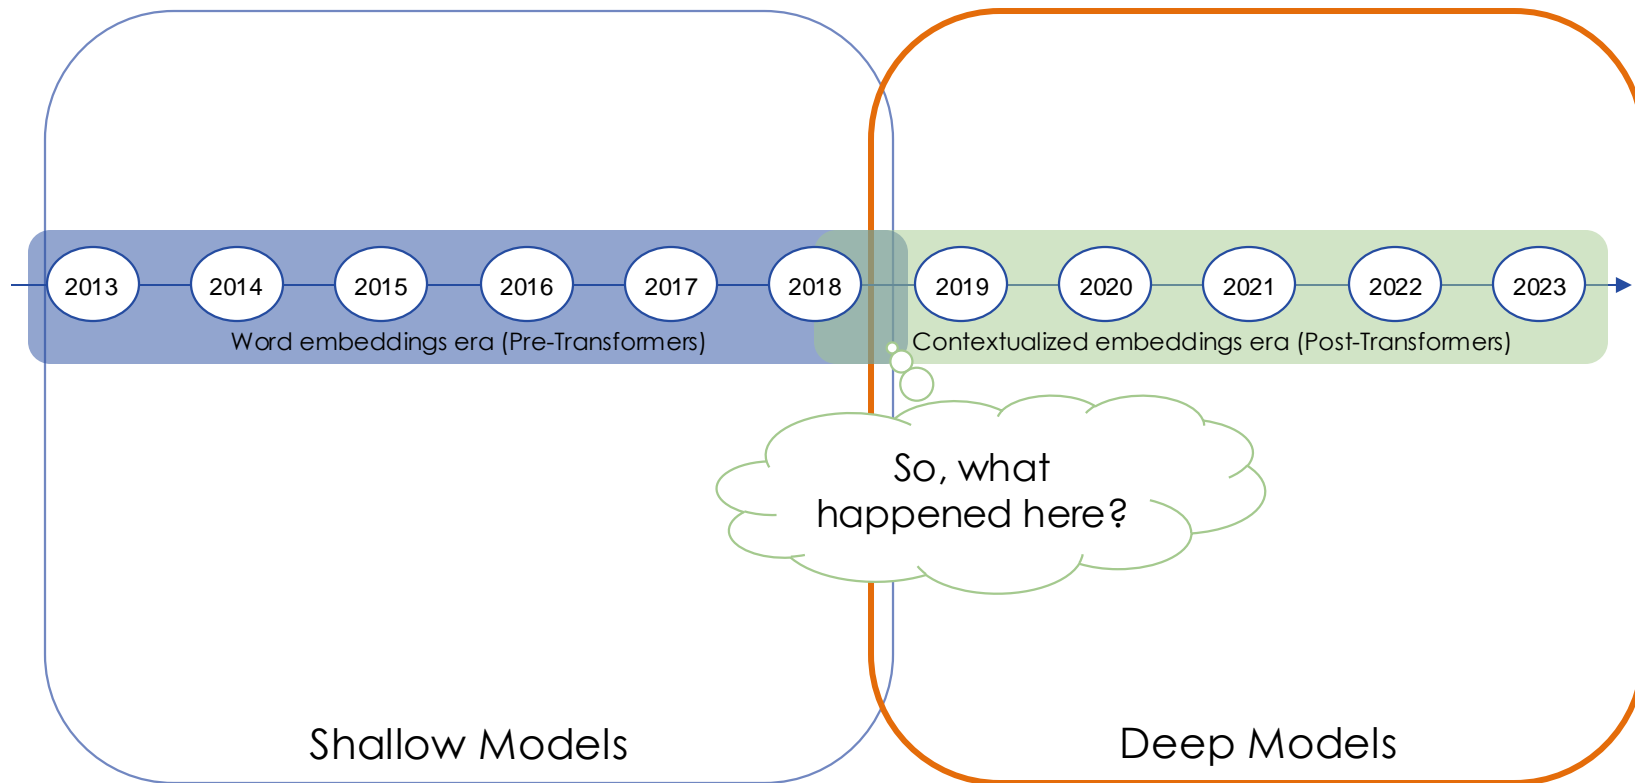 2013 2014 2015 2016 2017 2018 2019 2020 2021 2022 2023
Word embeddings era (Pre-Transformers)
Contextualized embeddings era (Post-Transformers)
So, what
happened here?
Shallow Models
Deep Models